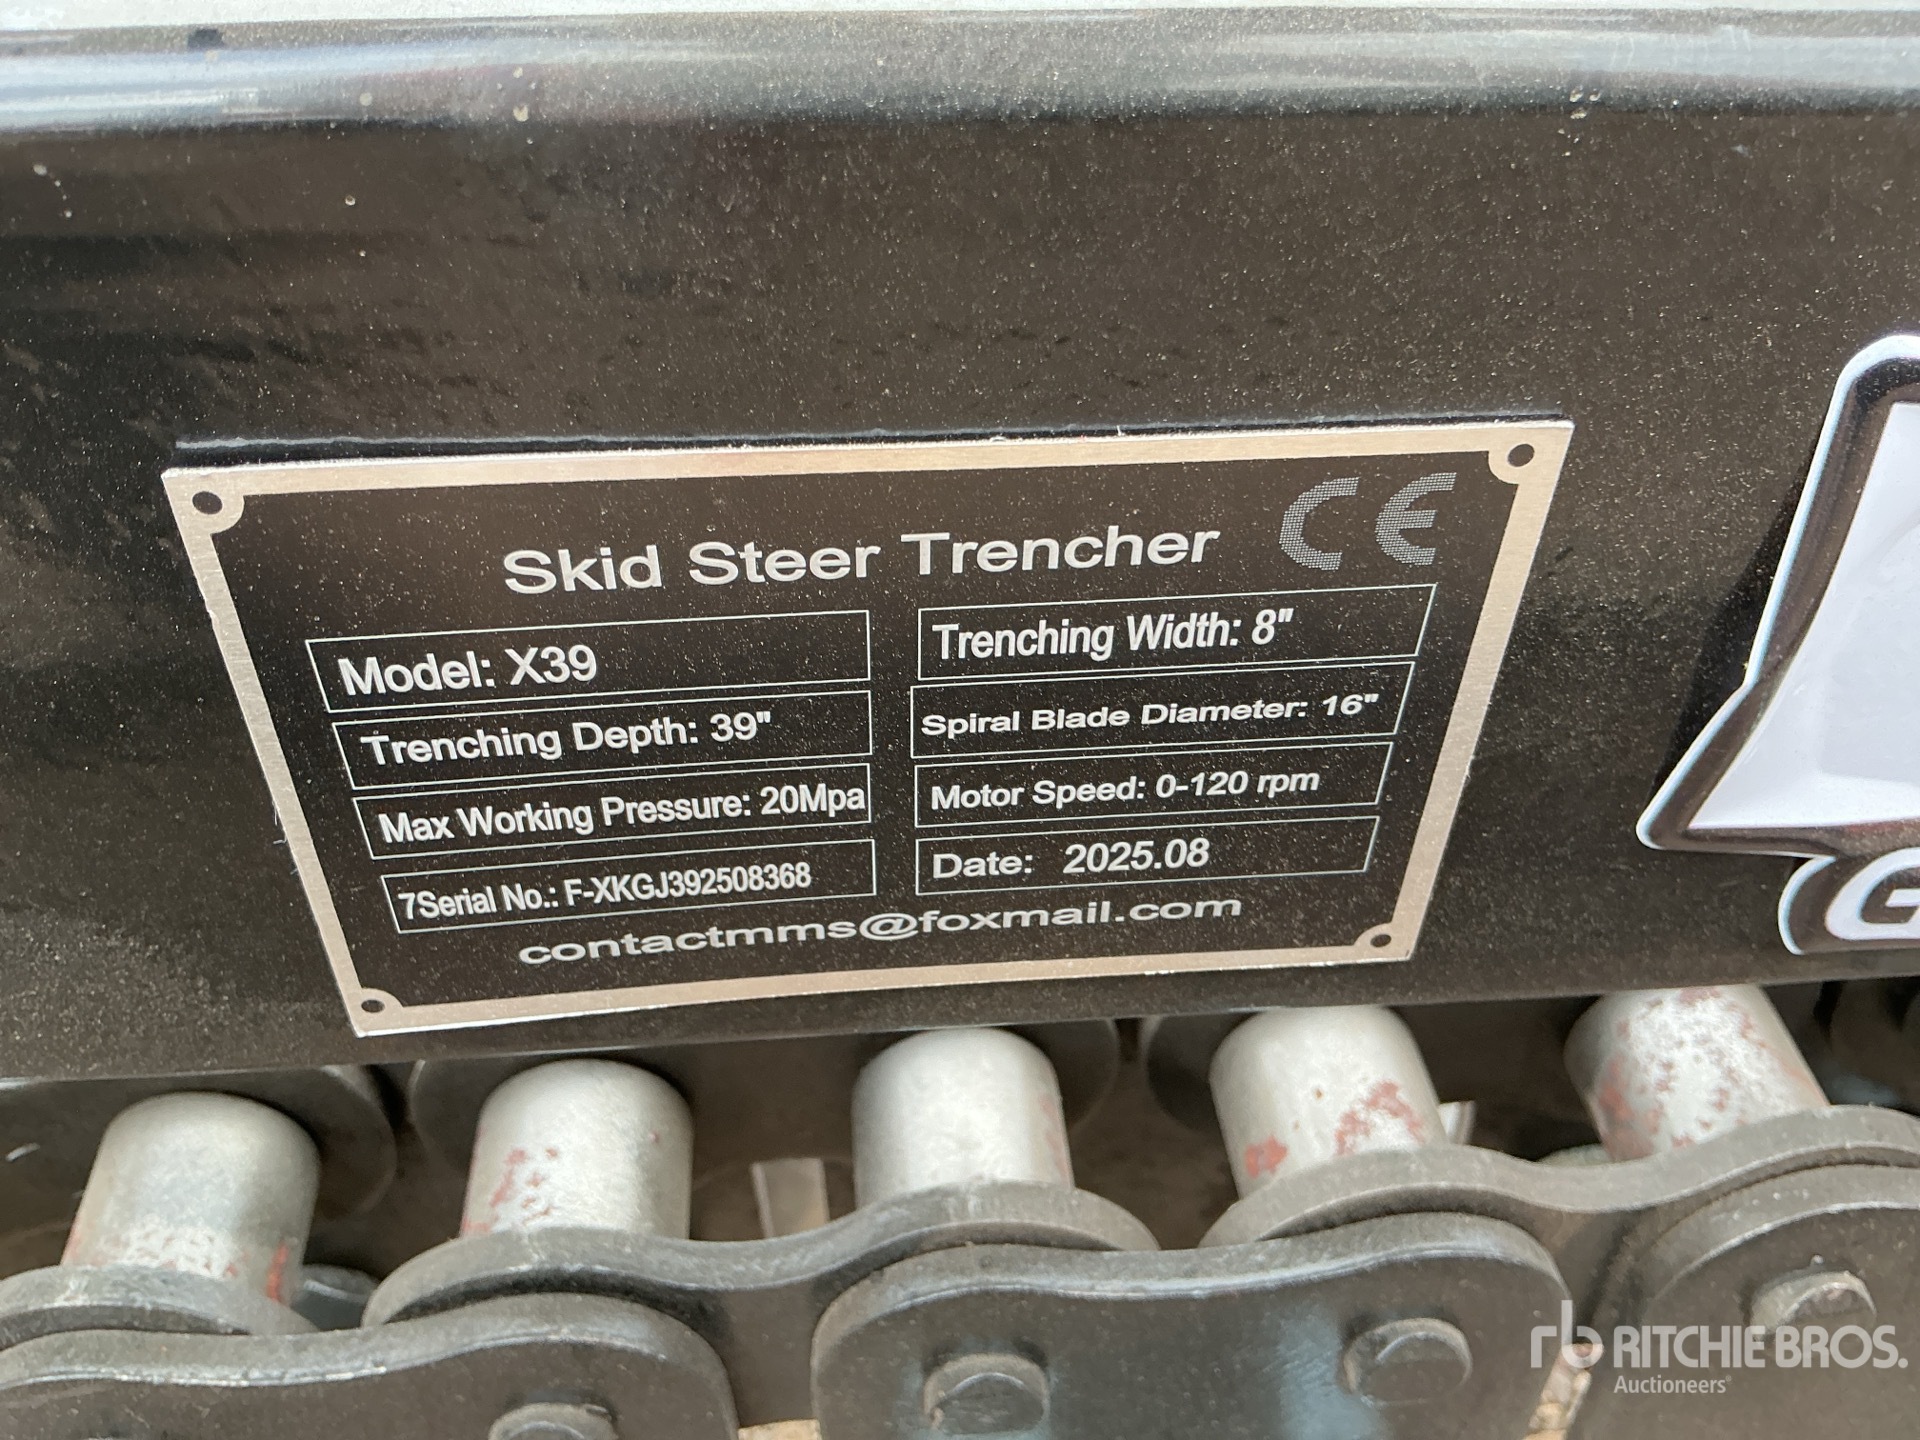 Skid Steer Trencher CE
Model: X39
Trenching Width: 8"
Trenching Depth: 39"
Spiral Blade Diameter: 16"
Max Working Pressure: 20Mpa
Motor Speed: 0-120 rpm
7Serial No.: F-XKGJ392508368
Date: 2025.08
contactmms@foxmail.com
rb RITCHIE BROS.
Auctioneers